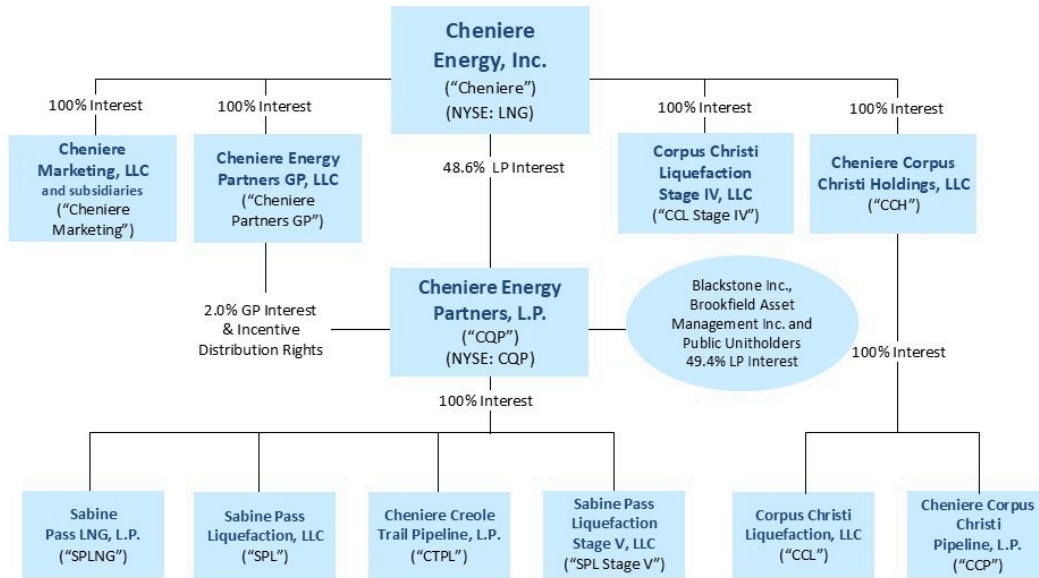 Cheniere
Energy, Inc.
("Cheniere")
(NYSE: LNG)
100% Interest
100% Interest
100% Interest
100% Interest
Cheniere
Marketing, LLC
and subsidiaries
("Cheniere
Marketing")
Cheniere Energy
Partners GP, LLC
("Cheniere
Partners GP")
48.6% LP Interest
Corpus Christi
Liquefaction
Stage IV, LLC
("CCL Stage IV")
Cheniere Corpus
Christi Holdings, LLC
("CCH")
2.0% GP Interest
& Incentive
Distribution Rights
Cheniere Energy
Partners, L.P.
("CQP")
(NYSE: CQP)
Blackstone Inc.,
Brookfield Asset
Management Inc. and
Public Unitholders
49.4% LP Interest
100% Interest
100% Interest
Sabine
Pass LNG, L.P.
("SPLNG")
Sabine Pass
Liquefaction, LLC
("SPL")
Cheniere Creole
Trail Pipeline, L.P.
("CTPL")
Sabine Pass
Liquefaction
Stage V, LLC
("SPL Stage V")
Corpus Christi
Liquefaction, LLC
("CCL")
Cheniere Corpus
Christi
Pipeline, L.P.
("CCP")